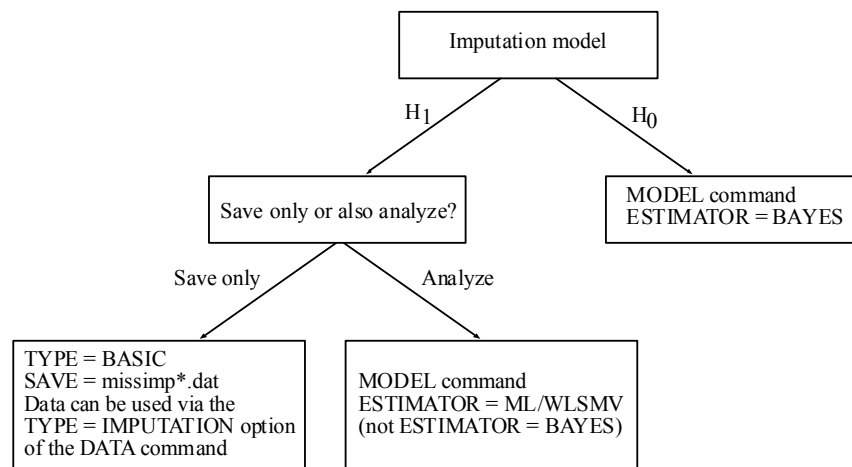 Imputation model
H1
H0
Save only or also analyze?
MODEL command
ESTIMATOR = BAYES
Save only
Analyze
TYPE = BASIC
SAVE = missimp*.dat
Data can be used via the
TYPE = IMPUTATION option
of the DATA command
MODEL command
ESTIMATOR = ML/WLSMV
(not ESTIMATOR = BAYES)